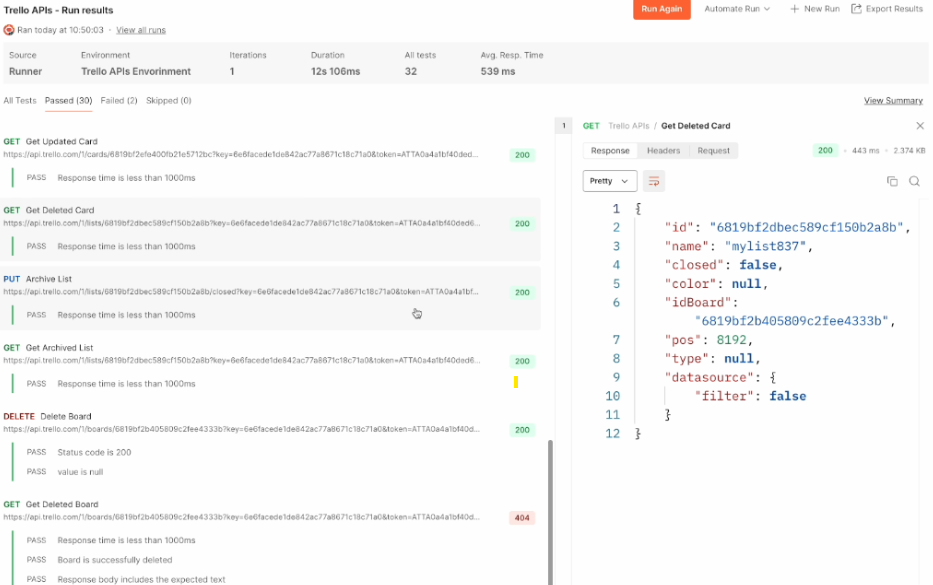 Trello APIs - Run results
Run Again
Automate Run
New Run
Export Results
Ran today at 10:50:03 · View all runs
Source
Environment
Iterations
Duration
All tests
Avg. Resp. Time
Runner
Trello APIs Envorinment
1
12s 106ms
32
539 ms
All Tests
Passed (30)
Failed (2)
Skipped (0)
View Summary
GET Get Updated Card
https://api.trello.com/1/cards/6819bf2efe400fb21e5712bc?key=6e6facede1de842ac77a8671c18c71a0&token=ATTA0a4a1bf40ded...
200
PASS Response time is less than 1000ms
GET Get Deleted Card
https://api.trello.com/1/lists/6819bf2dbec589cf150b2a8b?key=6e6facede1de842ac77a8671c18c71a0&token=ATTA0a4a1bf40ded6...
200
PASS Response time is less than 1000ms
PUT Archive List
https://api.trello.com/1/lists/6819bf2dbec589cf150b2a8b/closed?key=6e6facede1de842ac77a8671c18c71a0&token=ATTA0a4a1bf...
200
PASS Response time is less than 1000ms
GET Get Archived List
https://api.trello.com/1/lists/6819bf2dbec589cf150b2a8b?key=6e6facede1de842ac77a8671c18c71a0&token=ATTA0a4a1bf40ded6...
200
PASS Response time is less than 1000ms
DELETE Delete Board
https://api.trello.com/1/boards/6819bf2b405809c2fee4333b?key=6e6facede1de842ac77a8671c18c71a0&token=ATTA0a4a1bf40d...
200
PASS Status code is 200
PASS value is null
GET Get Deleted Board
https://api.trello.com/1/boards/6819bf2b405809c2fee4333b?key=6e6facede1de842ac77a8671c18c71a0&token=ATTA0a4a1bf40d...
404
PASS Response time is less than 1000ms
PASS Board is successfully deleted
PASS Response body includes the expected text
1
GET Trello APIs / Get Deleted Card
Response
Headers
Request
200 · 443 ms · 2.374 KB
Pretty
1 {
2 "id": "6819bf2dbec589cf150b2a8b",
3 "name": "mylist837",
4 "closed": false,
5 "color": null,
6 "idBoard":
"6819bf2b405809c2fee4333b",
7 "pos": 8192,
8 "type": null,
9 "datasource": {
10 "filter": false
11 }
12 }